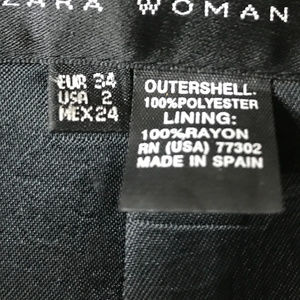 ZARA WOMAN
EUR 34
USA 2
MEX 24
OUTERSHELL:
100%POLYESTER
LINING:
100%RAYON
RN (USA) 77302
MADE IN SPAIN